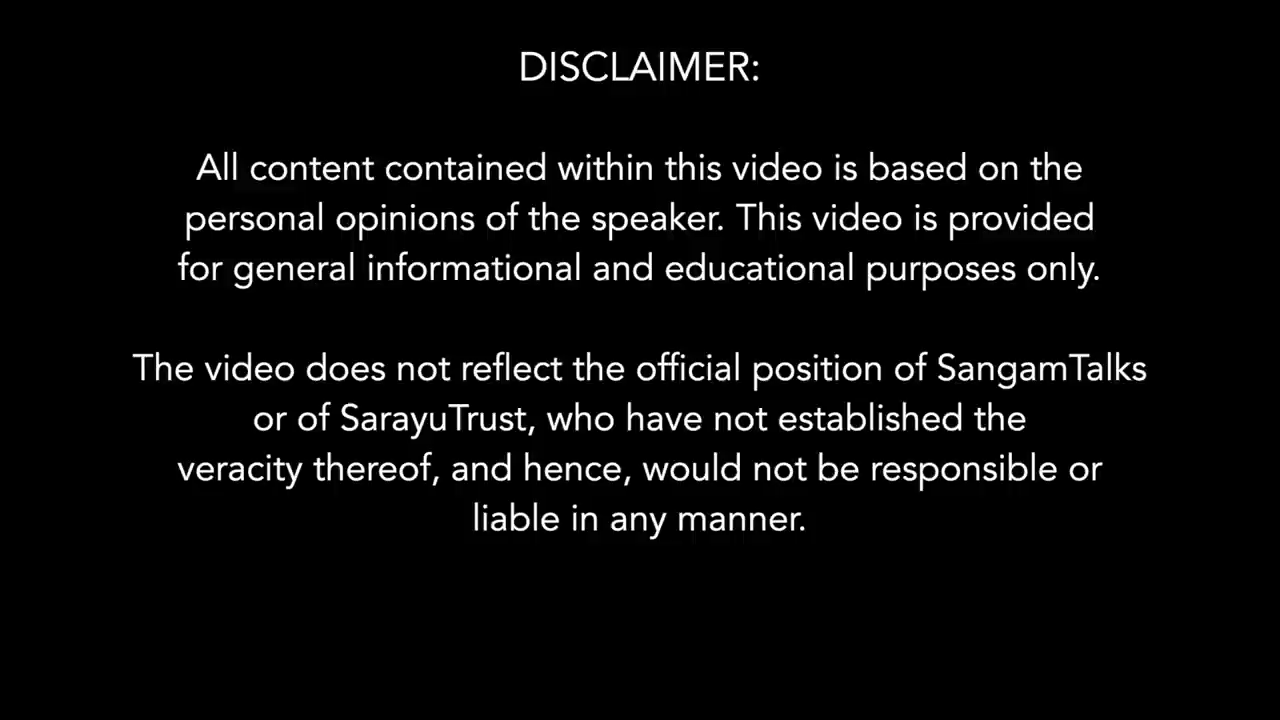 DISCLAIMER:
All content contained within this video is based on the
personal opinions of the speaker. This video is provided
for general informational and educational purposes only.
The video does not reflect the official position of SangamTalks
or of SarayuTrust, who have not established the
veracity thereof, and hence, would not be responsible or
liable in any manner.